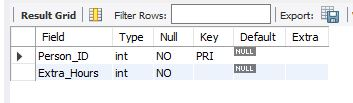 Result Grid Filter Rows: Export:
Field Type Null Key Default Extra
Person_ID int NO PRI NULL
Extra_Hours int NO NULL